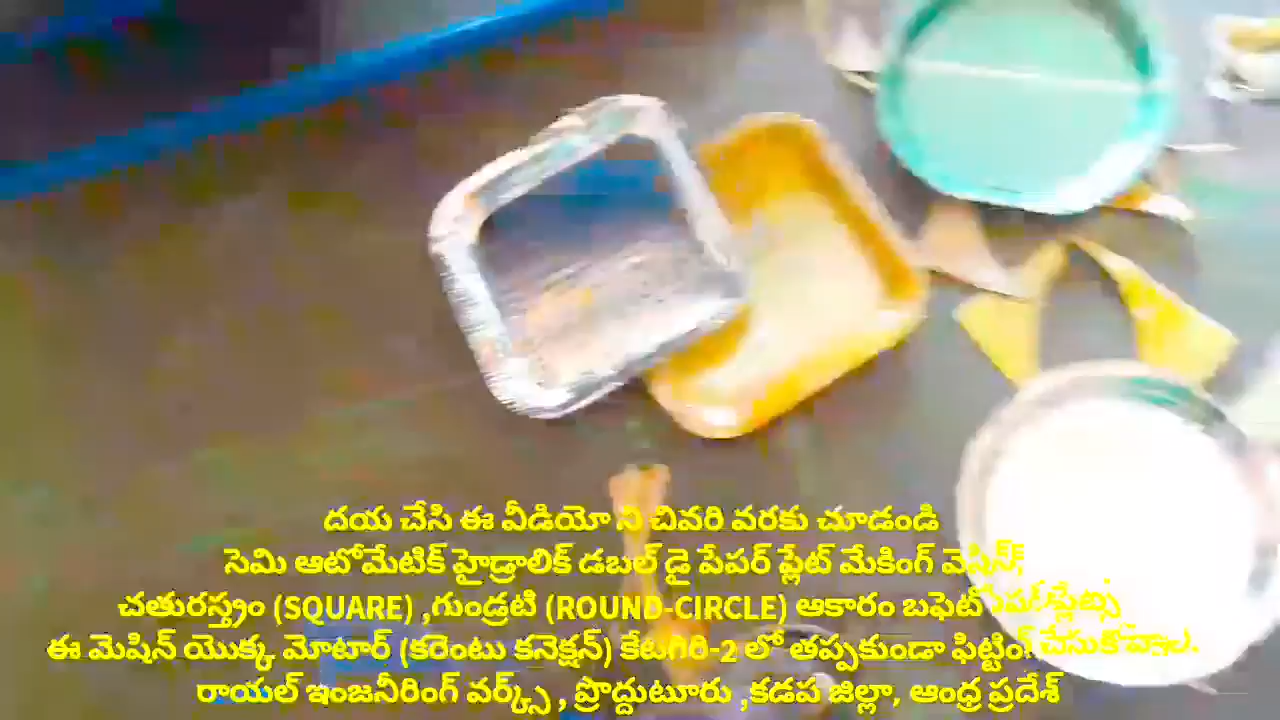 దయ చేసి ఈ వీడియో ని చివరి వరకు చూడండి
సెమి ఆటోమేటిక్ హైడ్రాలిక్ డబల్ డై పేపర్ ప్లేట్ మేకింగ్ మెషిన్
చతురస్త్రం (SQUARE) ,గుండ్రటి (ROUND-CIRCLE) ఆకారం బఫెట్ ప్లేట్స్
ఈ మెషిన్ యొక్క మోటార్ (కరెంటు కనెక్షన్) కేటగిరి-2 లో తప్పకుండా ఫిట్టింగ్ చేసుకోవాలి.
రాయల్ ఇంజనీరింగ్ వర్క్స్ , ప్రొద్దుటూరు ,కడప జిల్లా, ఆంధ్ర ప్రదేశ్